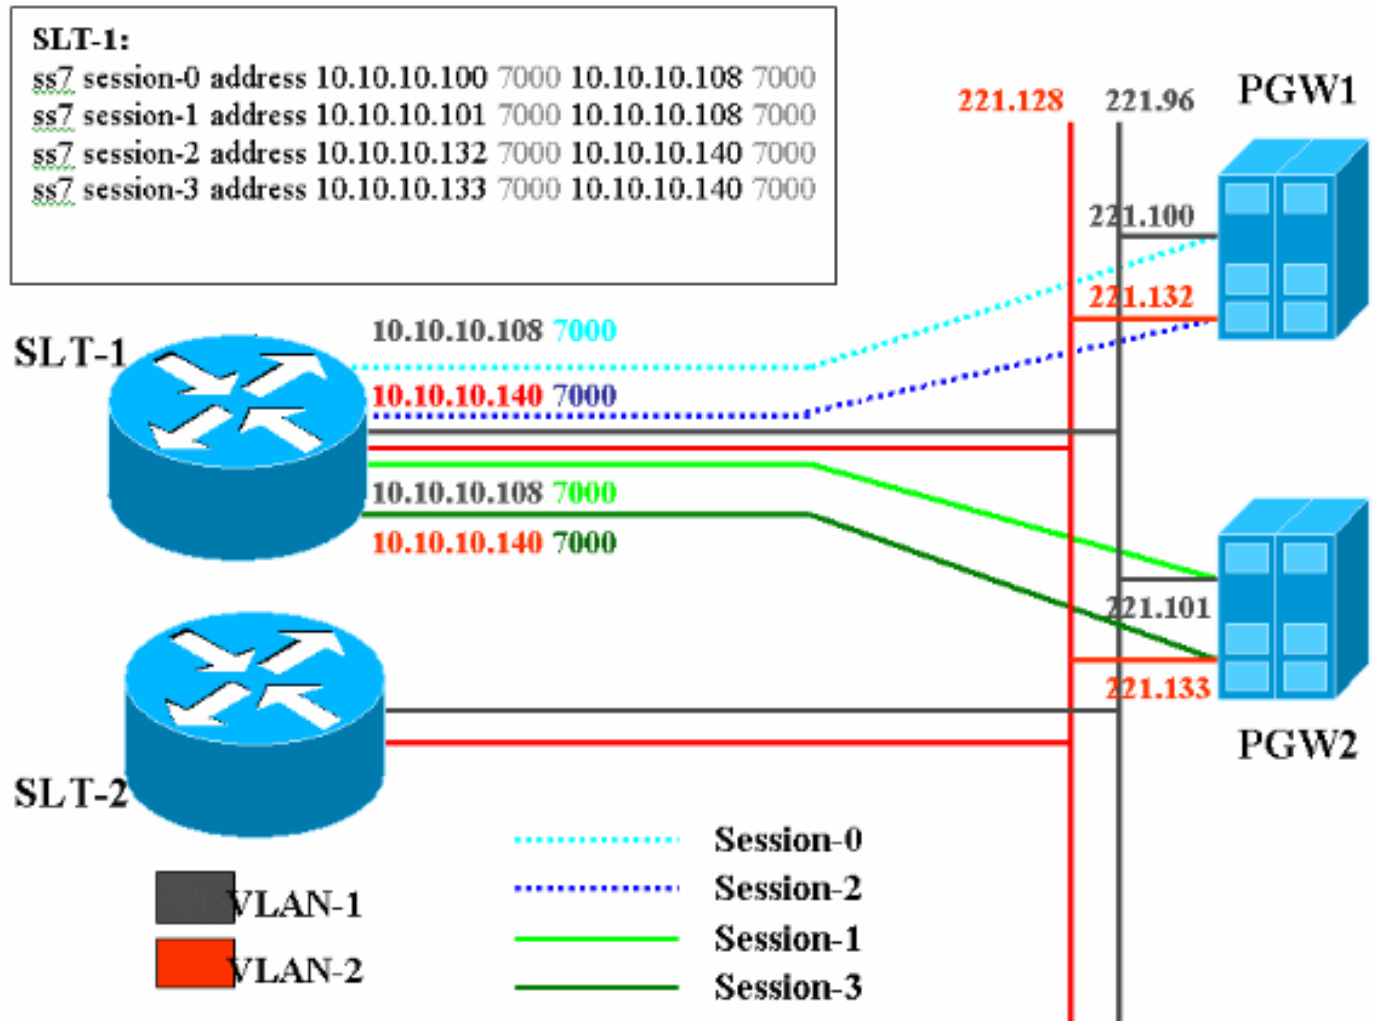 SLT-1:
ss7 session-0 address 10.10.10.100 7000 10.10.10.108 7000
ss7 session-1 address 10.10.10.101 7000 10.10.10.108 7000
ss7 session-2 address 10.10.10.132 7000 10.10.10.140 7000
ss7 session-3 address 10.10.10.133 7000 10.10.10.140 7000
221.128
221.96
PGW1
221.100
221.132
SLT-1
10.10.10.108 7000
10.10.10.140 7000
10.10.10.108 7000
10.10.10.140 7000
221.101
221.133
PGW2
SLT-2
Session-0
Session-2
Session-1
Session-3
VLAN-1
VLAN-2